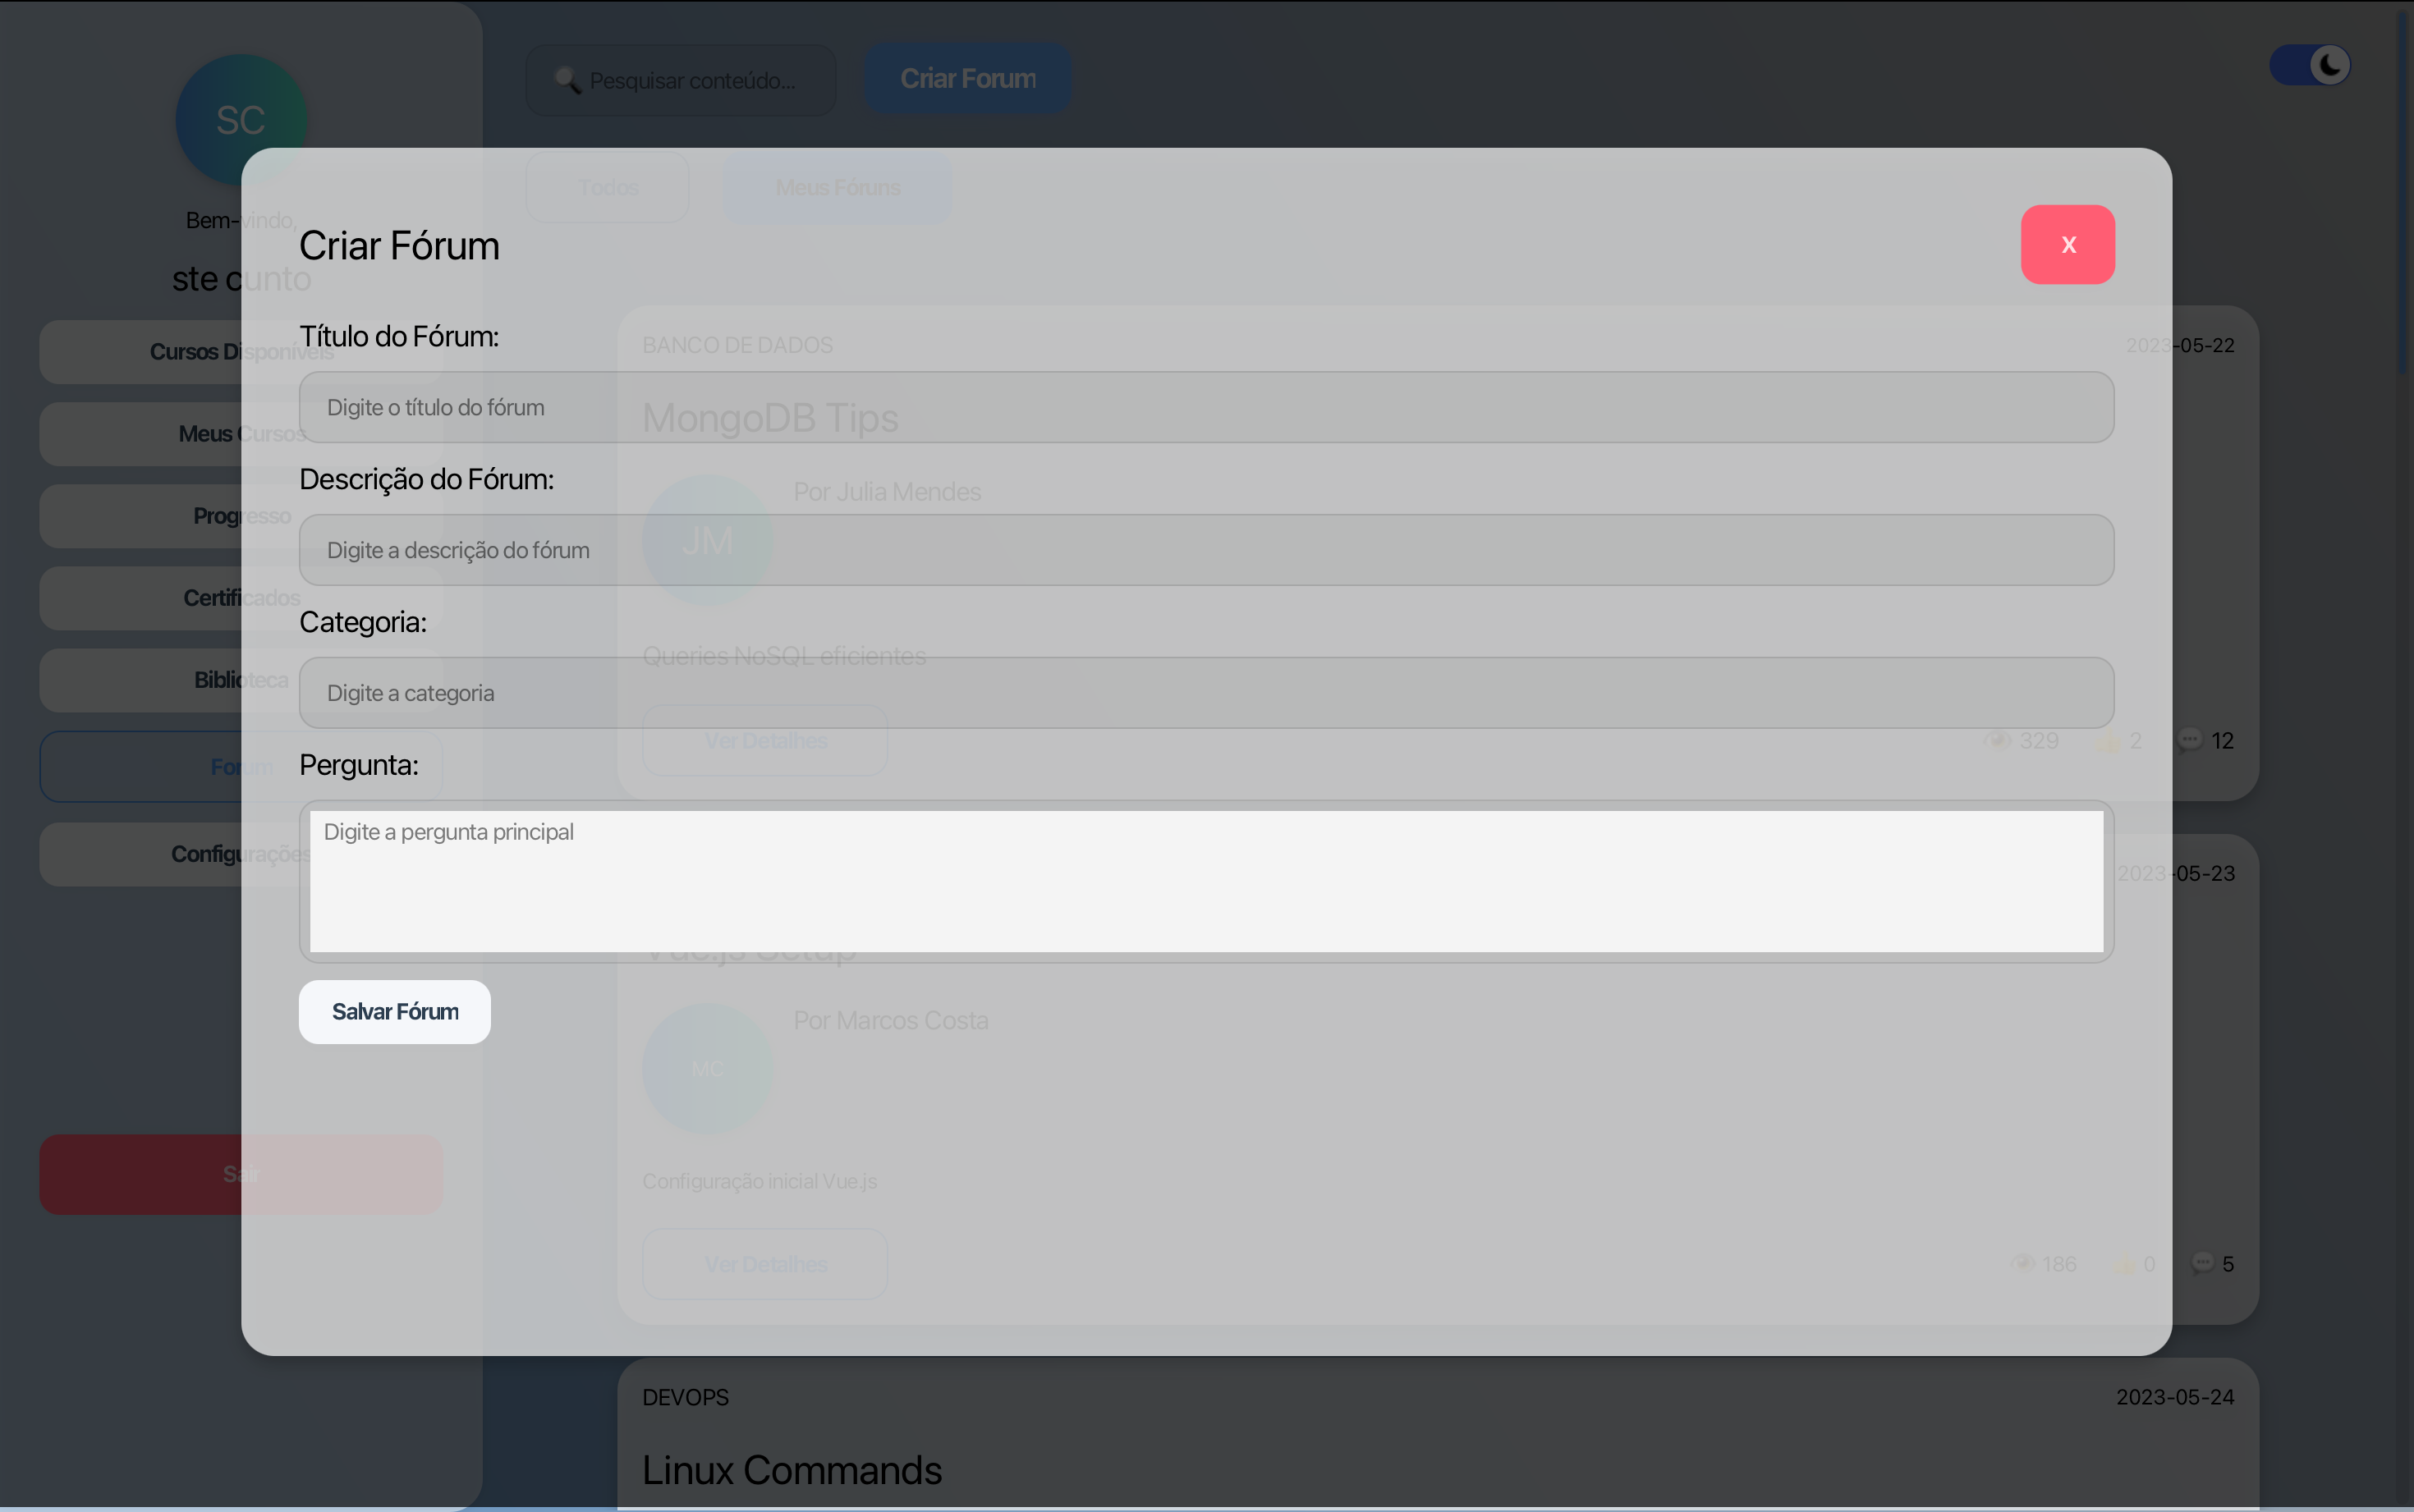 SC
Bem-vindo,
ste cunto
Cursos Disponíveis
Meus Cursos
Progresso
Certificados
Biblioteca
Forum
Configurações
Sair
Pesquisar conteúdo...
Criar Forum
Todos
Meus Fóruns
Criar Fórum
X
Título do Fórum:
Digite o título do fórum
Descrição do Fórum:
Digite a descrição do fórum
Categoria:
Digite a categoria
Pergunta:
Digite a pergunta principal
Salvar Fórum
BANCO DE DADOS
2023-05-22
MongoDB Tips
JM
Por Julia Mendes
Queries NoSQL eficientes
Ver Detalhes
329
2
12
2023-05-23
Vue.js Setup
MC
Por Marcos Costa
Configuração inicial Vue.js
Ver Detalhes
186
0
5
DEVOPS
2023-05-24
Linux Commands